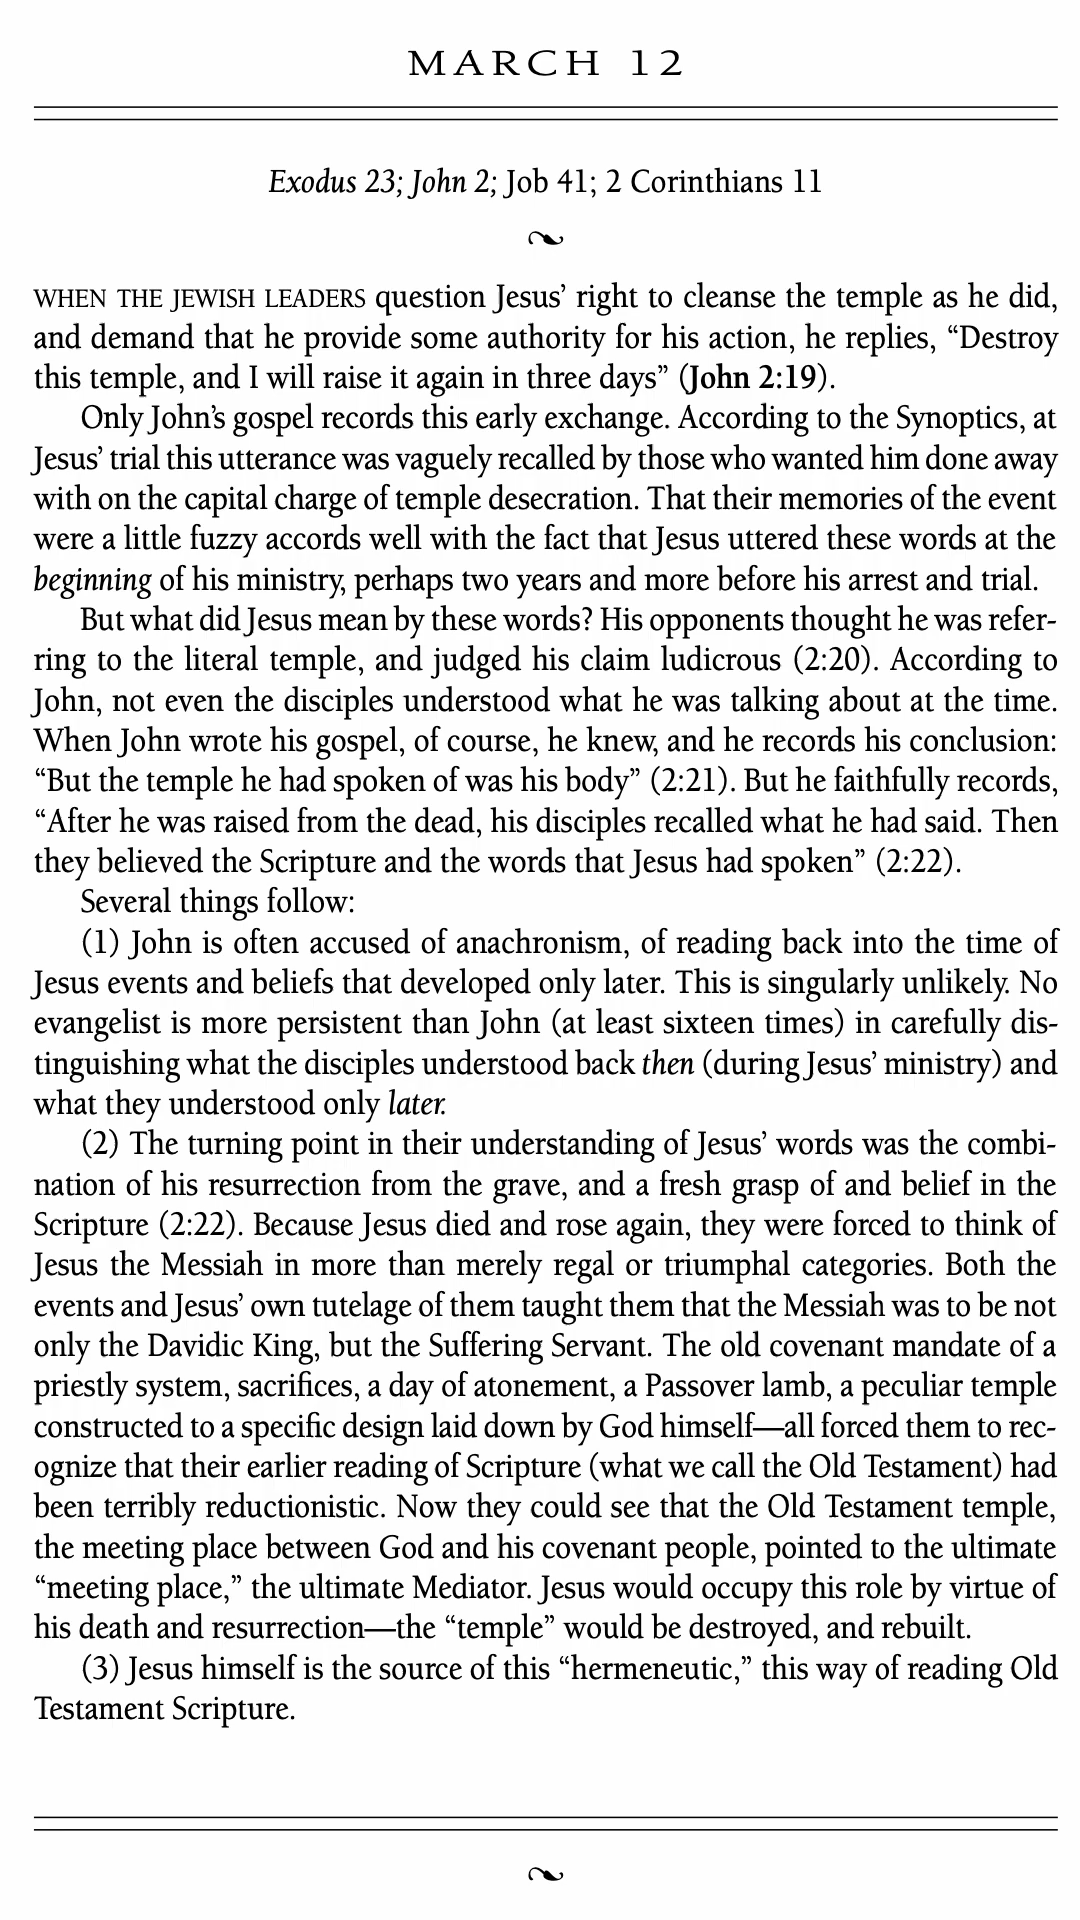 MARCH 12
Exodus 23; John 2; Job 41; 2 Corinthians 11
WHEN THE JEWISH LEADERS question Jesus’ right to cleanse the temple as he did,
and demand that he provide some authority for his action, he replies, “Destroy
this temple, and I will raise it again in three days” (John 2:19).
Only John’s gospel records this early exchange. According to the Synoptics, at
Jesus’ trial this utterance was vaguely recalled by those who wanted him done away
with on the capital charge of temple desecration. That their memories of the event
were a little fuzzy accords well with the fact that Jesus uttered these words at the
beginning of his ministry, perhaps two years and more before his arrest and trial.
But what did Jesus mean by these words? His opponents thought he was refer-
ring to the literal temple, and judged his claim ludicrous (2:20). According to
John, not even the disciples understood what he was talking about at the time.
When John wrote his gospel, of course, he knew, and he records his conclusion:
“But the temple he had spoken of was his body” (2:21). But he faithfully records,
“After he was raised from the dead, his disciples recalled what he had said. Then
they believed the Scripture and the words that Jesus had spoken” (2:22).
Several things follow:
(1) John is often accused of anachronism, of reading back into the time of
Jesus events and beliefs that developed only later. This is singularly unlikely. No
evangelist is more persistent than John (at least sixteen times) in carefully dis-
tinguishing what the disciples understood back then (during Jesus’ ministry) and
what they understood only later.
(2) The turning point in their understanding of Jesus’ words was the combi-
nation of his resurrection from the grave, and a fresh grasp of and belief in the
Scripture (2:22). Because Jesus died and rose again, they were forced to think of
Jesus the Messiah in more than merely regal or triumphal categories. Both the
events and Jesus’ own tutelage of them taught them that the Messiah was to be not
only the Davidic King, but the Suffering Servant. The old covenant mandate of a
priestly system, sacrifices, a day of atonement, a Passover lamb, a peculiar temple
constructed to a specific design laid down by God himself—all forced them to rec-
ognize that their earlier reading of Scripture (what we call the Old Testament) had
been terribly reductionistic. Now they could see that the Old Testament temple,
the meeting place between God and his covenant people, pointed to the ultimate
“meeting place,” the ultimate Mediator. Jesus would occupy this role by virtue of
his death and resurrection—the “temple” would be destroyed, and rebuilt.
(3) Jesus himself is the source of this “hermeneutic,” this way of reading Old
Testament Scripture.